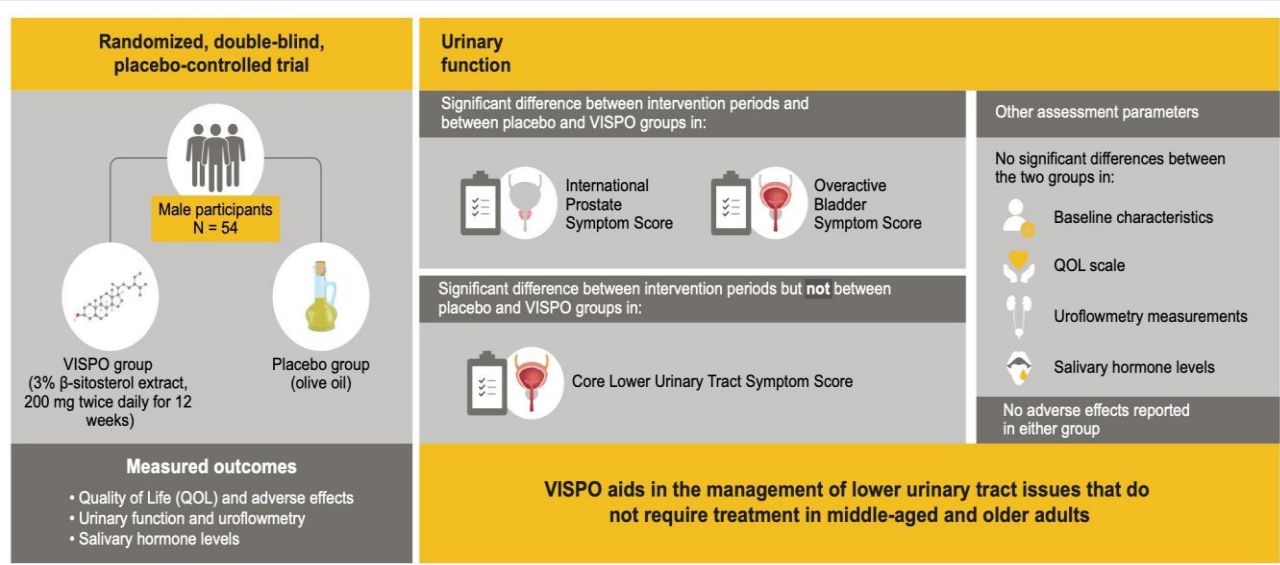 Randomized, double-blind,
placebo-controlled trial
Male participants
N = 54
VISPO group
(3% β-sitosterol extract,
200 mg twice daily for 12
weeks)
Placebo group
(olive oil)
Measured outcomes
• Quality of Life (QOL) and adverse effects
• Urinary function and uroflowmetry
• Salivary hormone levels
Urinary
function
Significant difference between intervention periods and
between placebo and VISPO groups in:
International
Prostate
Symptom Score
Overactive
Bladder
Symptom Score
Significant difference between intervention periods but not between
placebo and VISPO groups in:
Core Lower Urinary Tract Symptom Score
Other assessment parameters
No significant differences between
the two groups in:
Baseline characteristics
QOL scale
Uroflowmetry measurements
Salivary hormone levels
No adverse effects reported
in either group
VISPO aids in the management of lower urinary tract issues that do
not require treatment in middle-aged and older adults